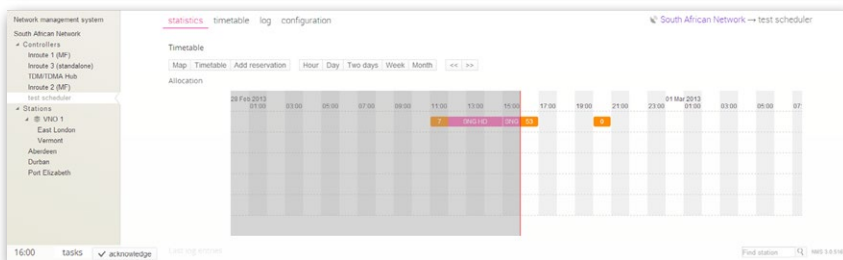 Network management system
statistics timetable log configuration
South African Network → test scheduler
South African Network
Controllers
Inroute 1 (MF)
Inroute 3 (standalone)
TDM/TDMA Hub
Inroute 2 (MF)
test scheduler
Stations
VNO 1
East London
Vermont
Aberdeen
Durban
Port Elizabeth
Timetable
Map Timetable Add reservation Hour Day Two days Week Month << >>
Allocation
28 Feb 2013 01 Mar 2013
01:00 03:00 05:00 07:00 09:00 11:00 13:00 15:00 17:00 19:00 21:00 23:00 01:00 03:00 05:00 07:
7 DNG HD DNG 53 9
16:00 tasks acknowledge Last log entries Find station